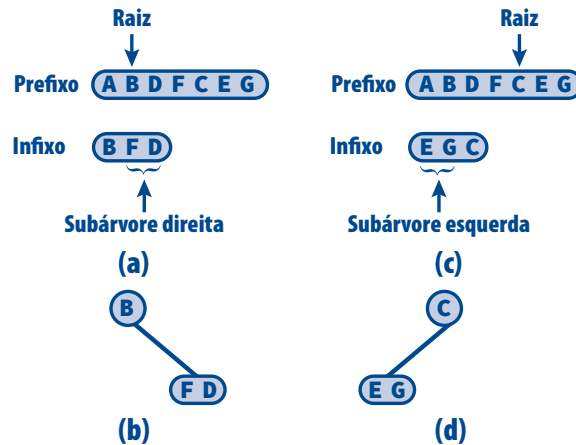 Raiz
Prefixo A B D F C E G
Infixo B F D
Subárvore direita
(a)
B
F D
(b)
Raiz
Prefixo A B D F C E G
Infixo E G C
Subárvore esquerda
(c)
C
E G
(d)